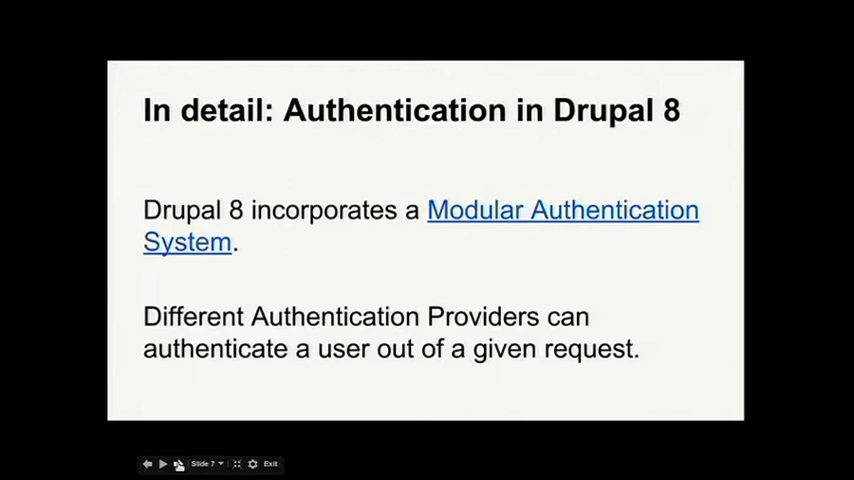 In detail: Authentication in Drupal 8
Drupal 8 incorporates a Modular Authentication
System.
Different Authentication Providers can
authenticate a user out of a given request.
Slide 7
Exit